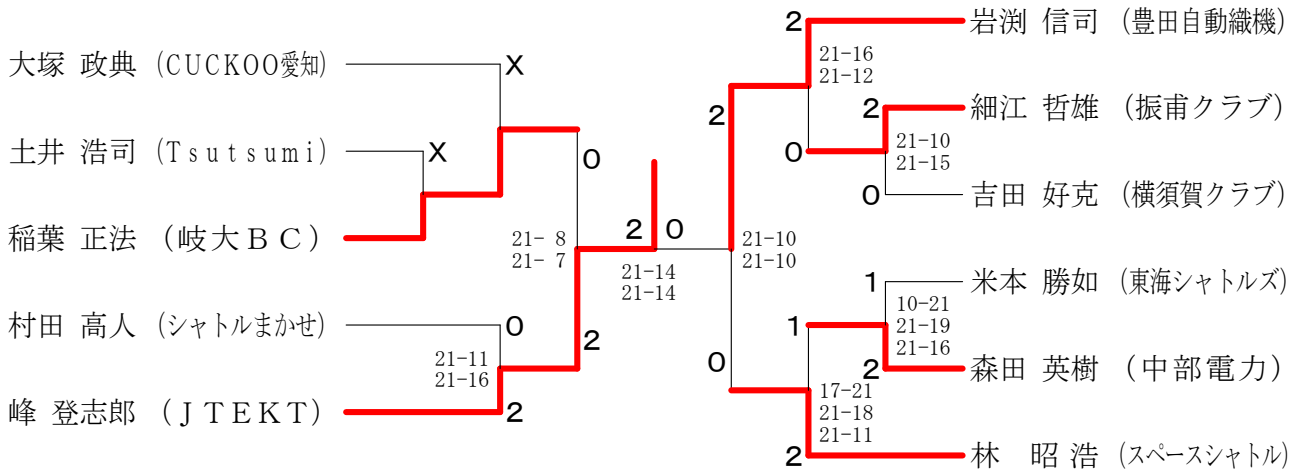 大塚 政典 (CUCKOO愛知)
X
土井 浩司 (Tsutsumi)
X
稲葉 正法 (岐大ＢＣ)
0
21- 8
21- 7
村田 高人 (シャトルまかせ)
0
21-11
21-16
2
峰 登志郎 (ＪＴＥＫＴ)
2
2
0
21-14
21-14
2
岩渕 信司 (豊田自動織機)
21-16
21-12
2
2
細江 哲雄 (振甫クラブ)
21-10
21-15
0
0
吉田 好克 (横須賀クラブ)
21-10
21-10
1
米本 勝如 (東海シャトルズ)
10-21
21-19
21-16
1
0
2
森田 英樹 (中部電力)
17-21
21-18
21-11
2
林 昭浩 (スペースシャトル)